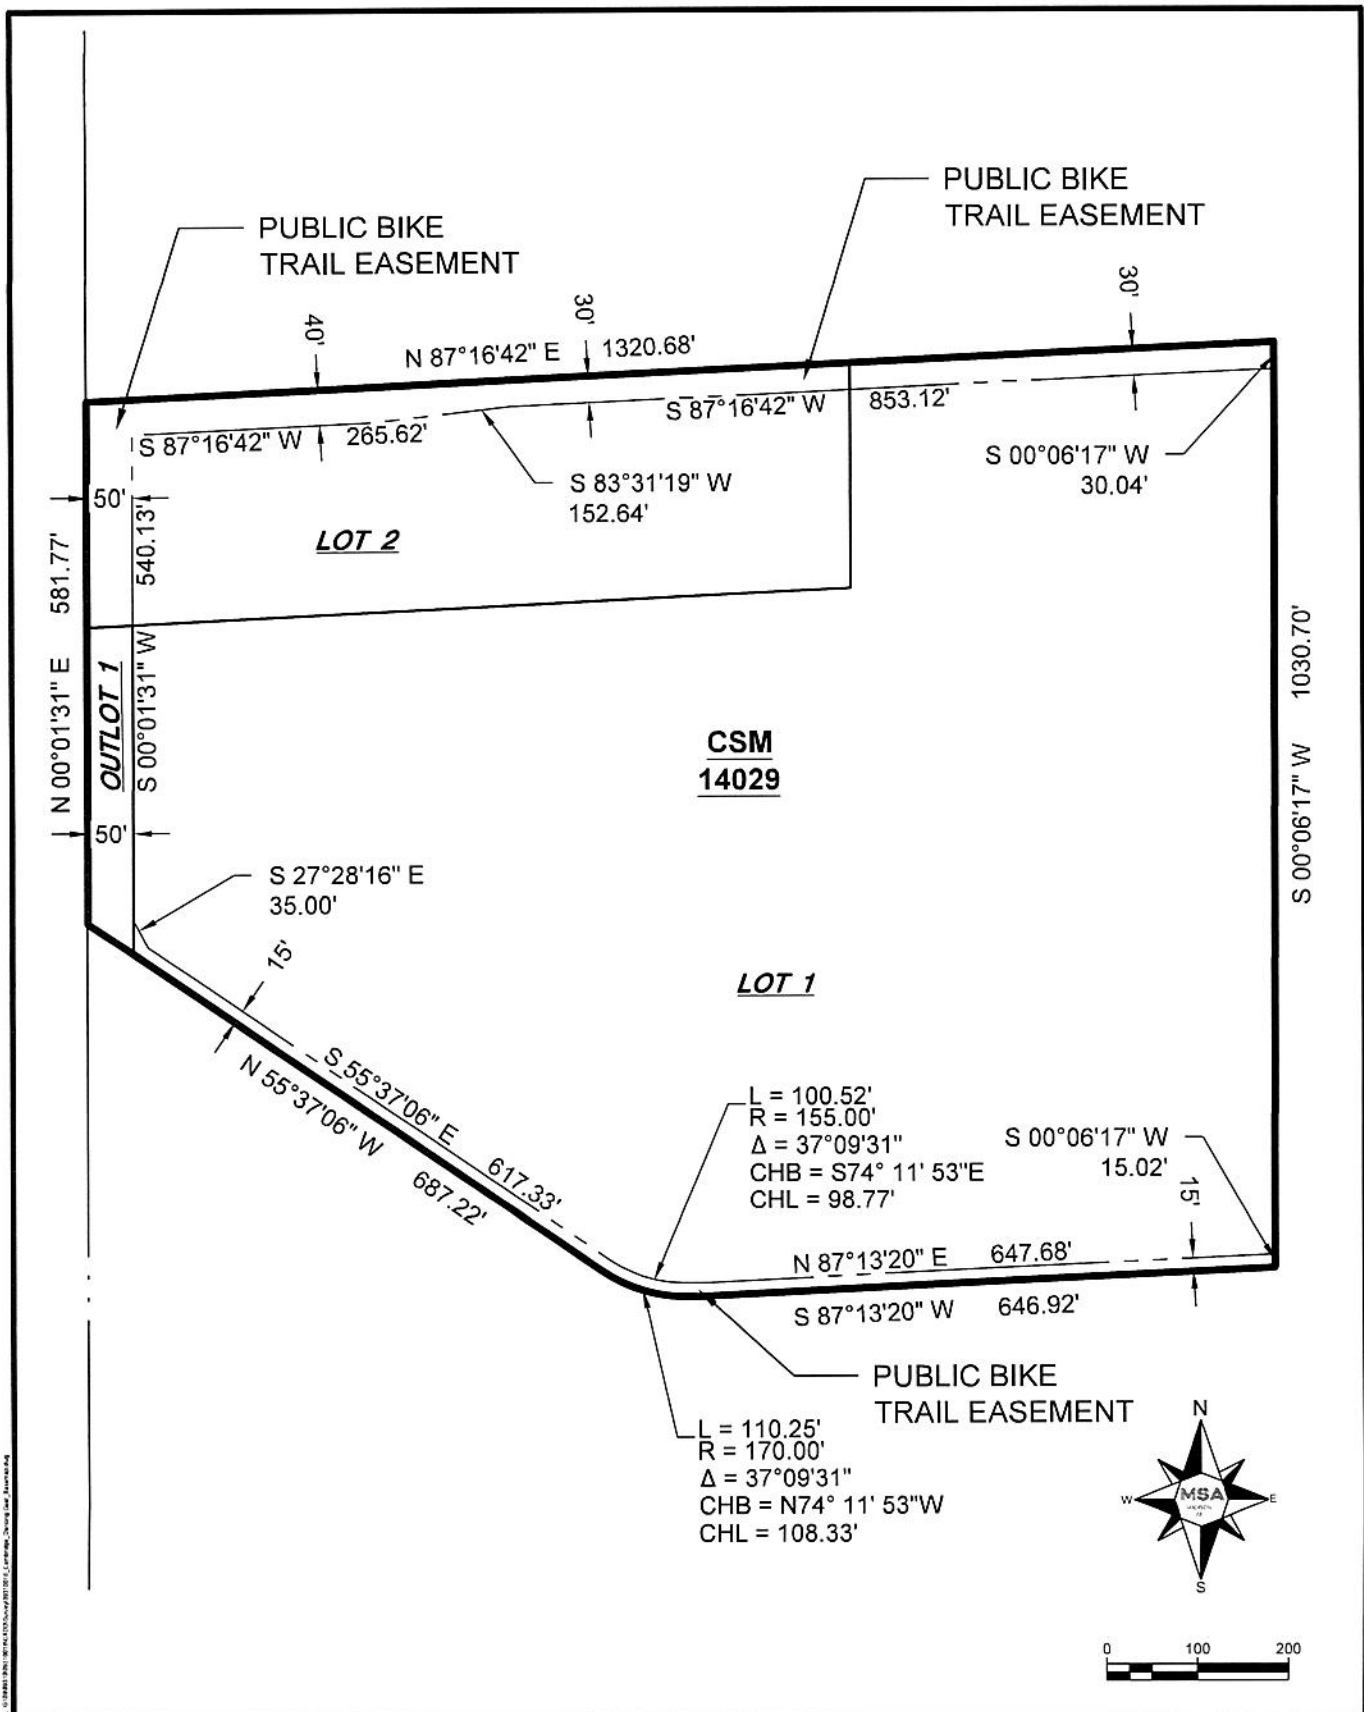 PUBLIC BIKE
TRAIL EASEMENT
PUBLIC BIKE
TRAIL EASEMENT
40'
30'
30'
N 87°16'42" E 1320.68'
S 87°16'42" W 853.12'
S 87°16'42" W 265.62'
S 83°31'19" W
152.64'
S 00°06'17" W
30.04'
50'
540.13'
S 00°01'31" W
N 00°01'31" E 581.77'
LOT 2
OUTLOT 1
50'
CSM
14029
S 00°06'17" W 1030.70'
S 27°28'16" E
35.00'
15'
LOT 1
S 55°37'06" E 617.33'
N 55°37'06" W 687.22'
L = 100.52'
R = 155.00'
Δ = 37°09'31"
CHB = S74° 11' 53"E
CHL = 98.77'
S 00°06'17" W
15.02'
15'
N 87°13'20" E 647.68'
S 87°13'20" W 646.92'
PUBLIC BIKE
TRAIL EASEMENT
L = 110.25'
R = 170.00'
Δ = 37°09'31"
CHB = N74° 11' 53"W
CHL = 108.33'
N
W
MSA
E
S
0 100 200